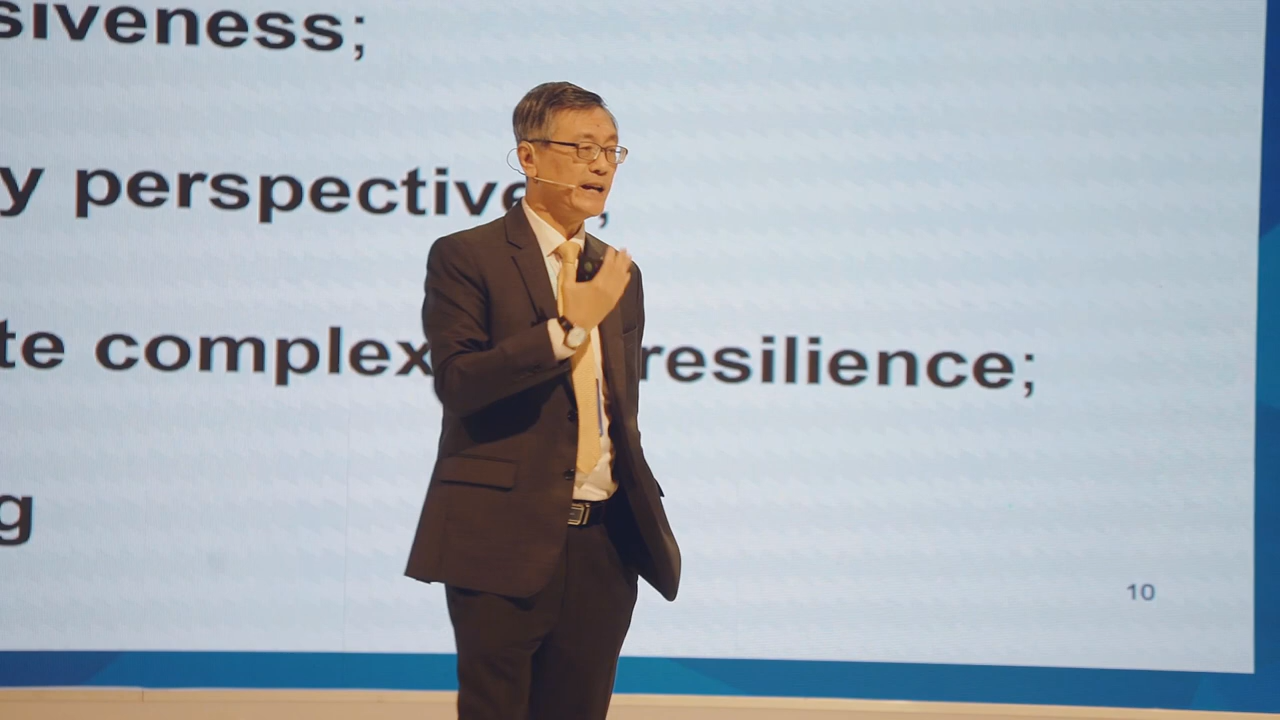 siveness;
y perspective,
te complex resilience;
g
10